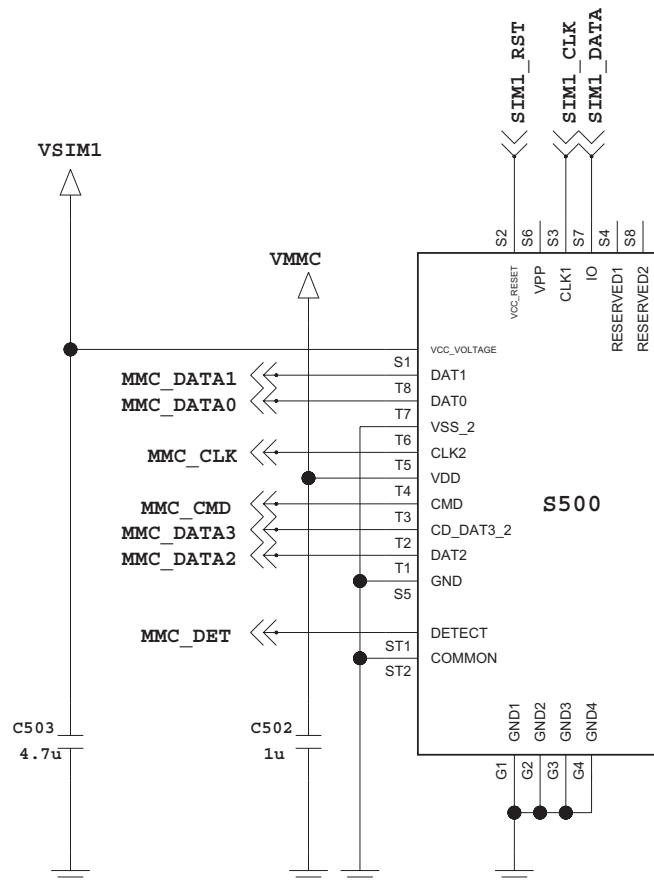 SIM1_RST
SIM1_CLK
SIM1_DATA
VSIM1
VMMC
S2
S6
S3
S7
S4
S8
VCC_RESET
VPP
CLK1
IO
RESERVED1
RESERVED2
VCC_VOLTAGE
S1
MMC_DATA1
DAT1
T8
MMC_DATA0
DAT0
T7
VSS_2
T6
MMC_CLK
CLK2
T5
VDD
T4
MMC_CMD
CMD
S500
T3
MMC_DATA3
CD_DAT3_2
T2
MMC_DATA2
DAT2
T1
GND
S5
MMC_DET
DETECT
ST1
COMMON
ST2
C503
4.7u
C502
1u
GND1
GND2
GND3
GND4
G1
G2
G3
G4